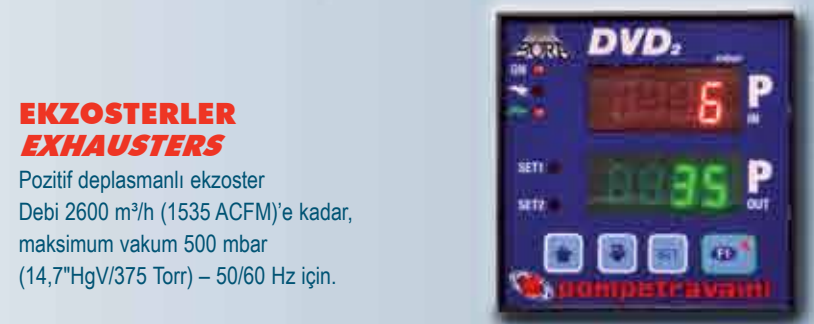 EKZOSTERLER
EXHAUSTERS
Pozitif deplasmanlı ekzoster
Debi 2600 m³/h (1535 ACFM)’e kadar,
maksimum vakum 500 mbar
(14,7"HgV/375 Torr) – 50/60 Hz için.
DVD₂
ON
6 P
IN
SET1
35 P
SET2 OUT
SET F1
pompetravaini